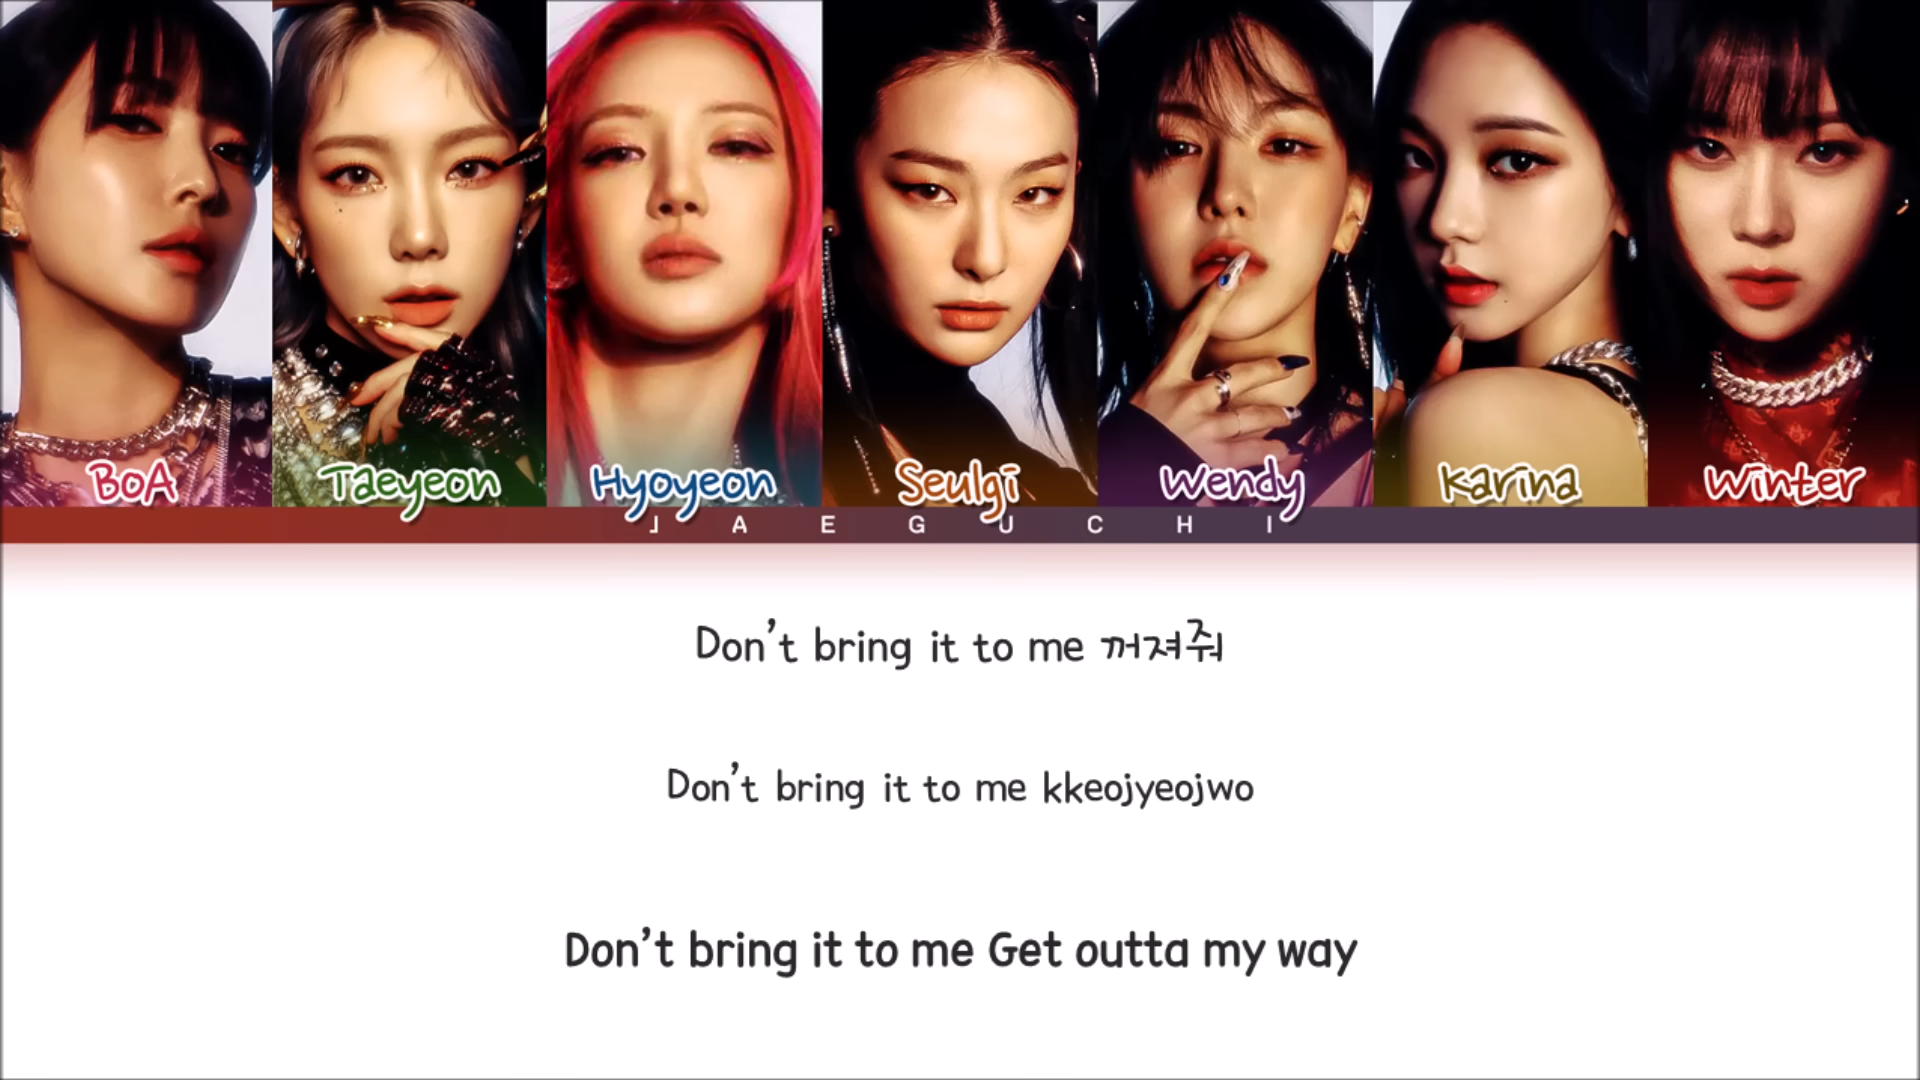 BoA Taeyeon Hyoyeon Seulgi Wendy Karina Winter
JAEGUCHI
Don't bring it to me 꺼져줘
Don't bring it to me kkeojyeojwo
Don't bring it to me Get outta my way